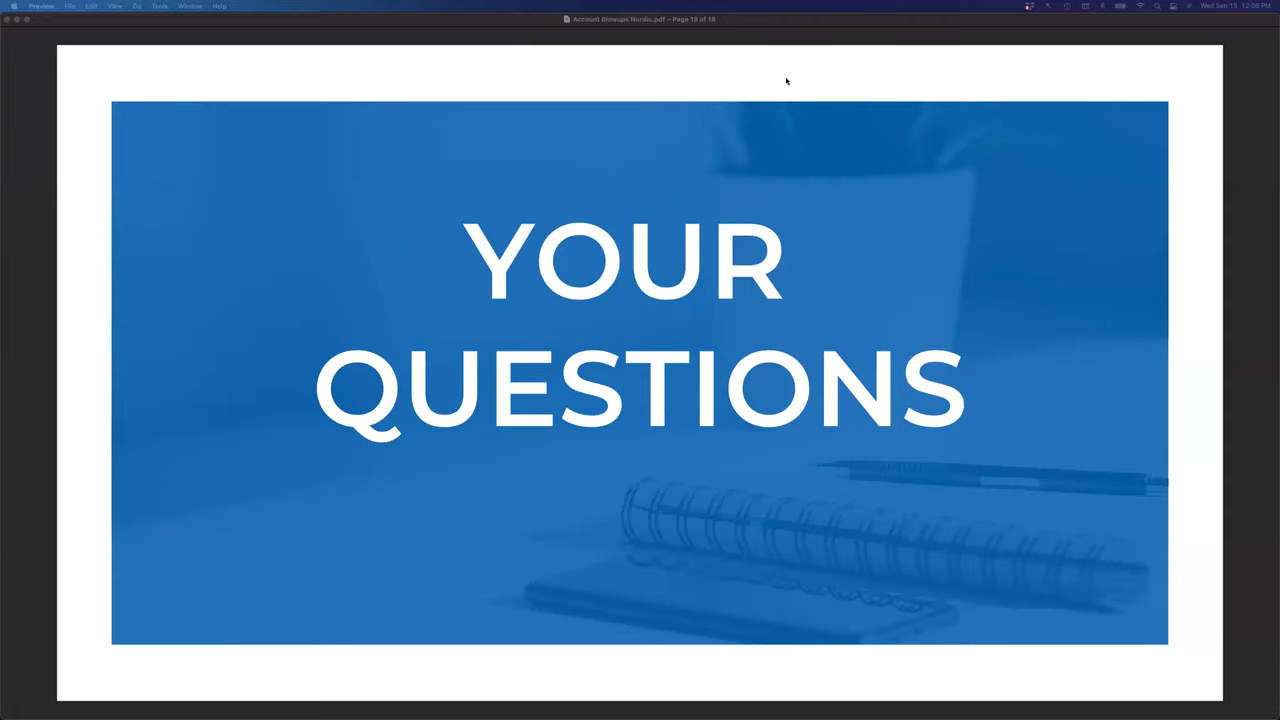 Preview File Edit View Go Tools Window Help
Wed Sep 15 12:08 PM
Account Blowups Nordic.pdf – Page 18 of 18
YOUR
QUESTIONS